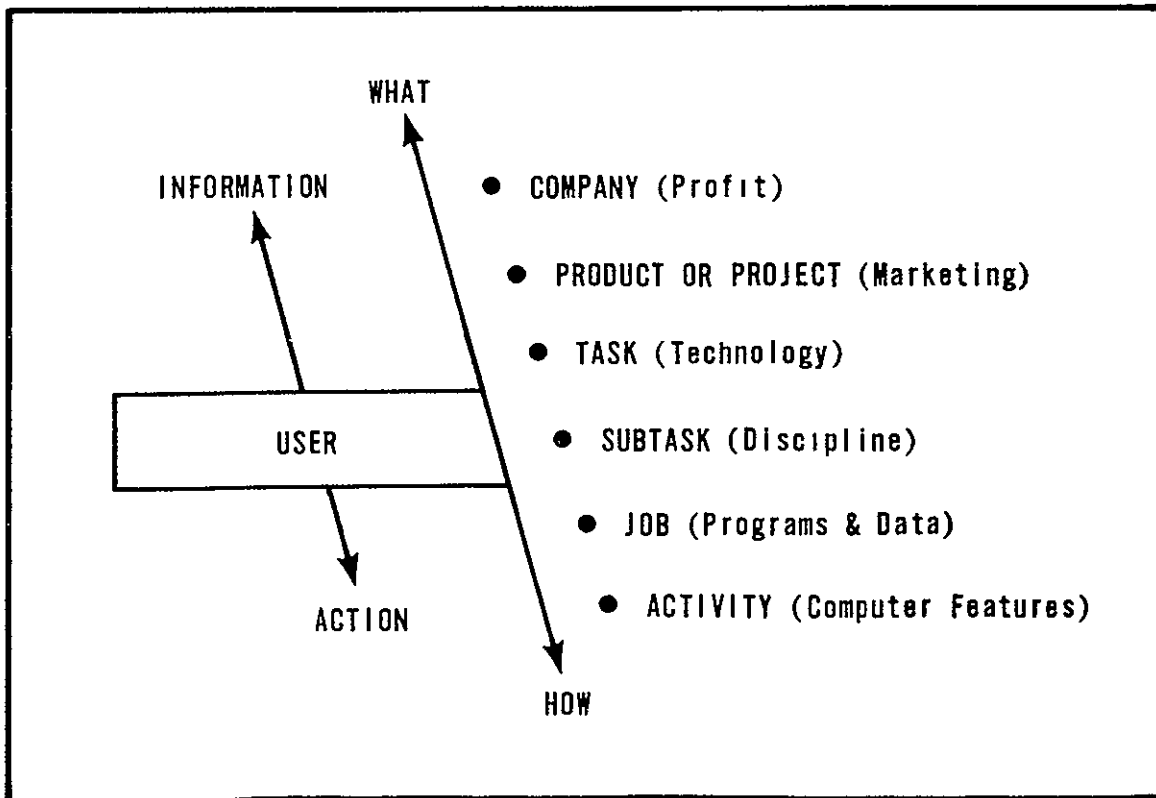 WHAT
INFORMATION
● COMPANY (Profit)
● PRODUCT OR PROJECT (Marketing)
● TASK (Technology)
USER
● SUBTASK (Discipline)
● JOB (Programs & Data)
● ACTIVITY (Computer Features)
ACTION
HOW